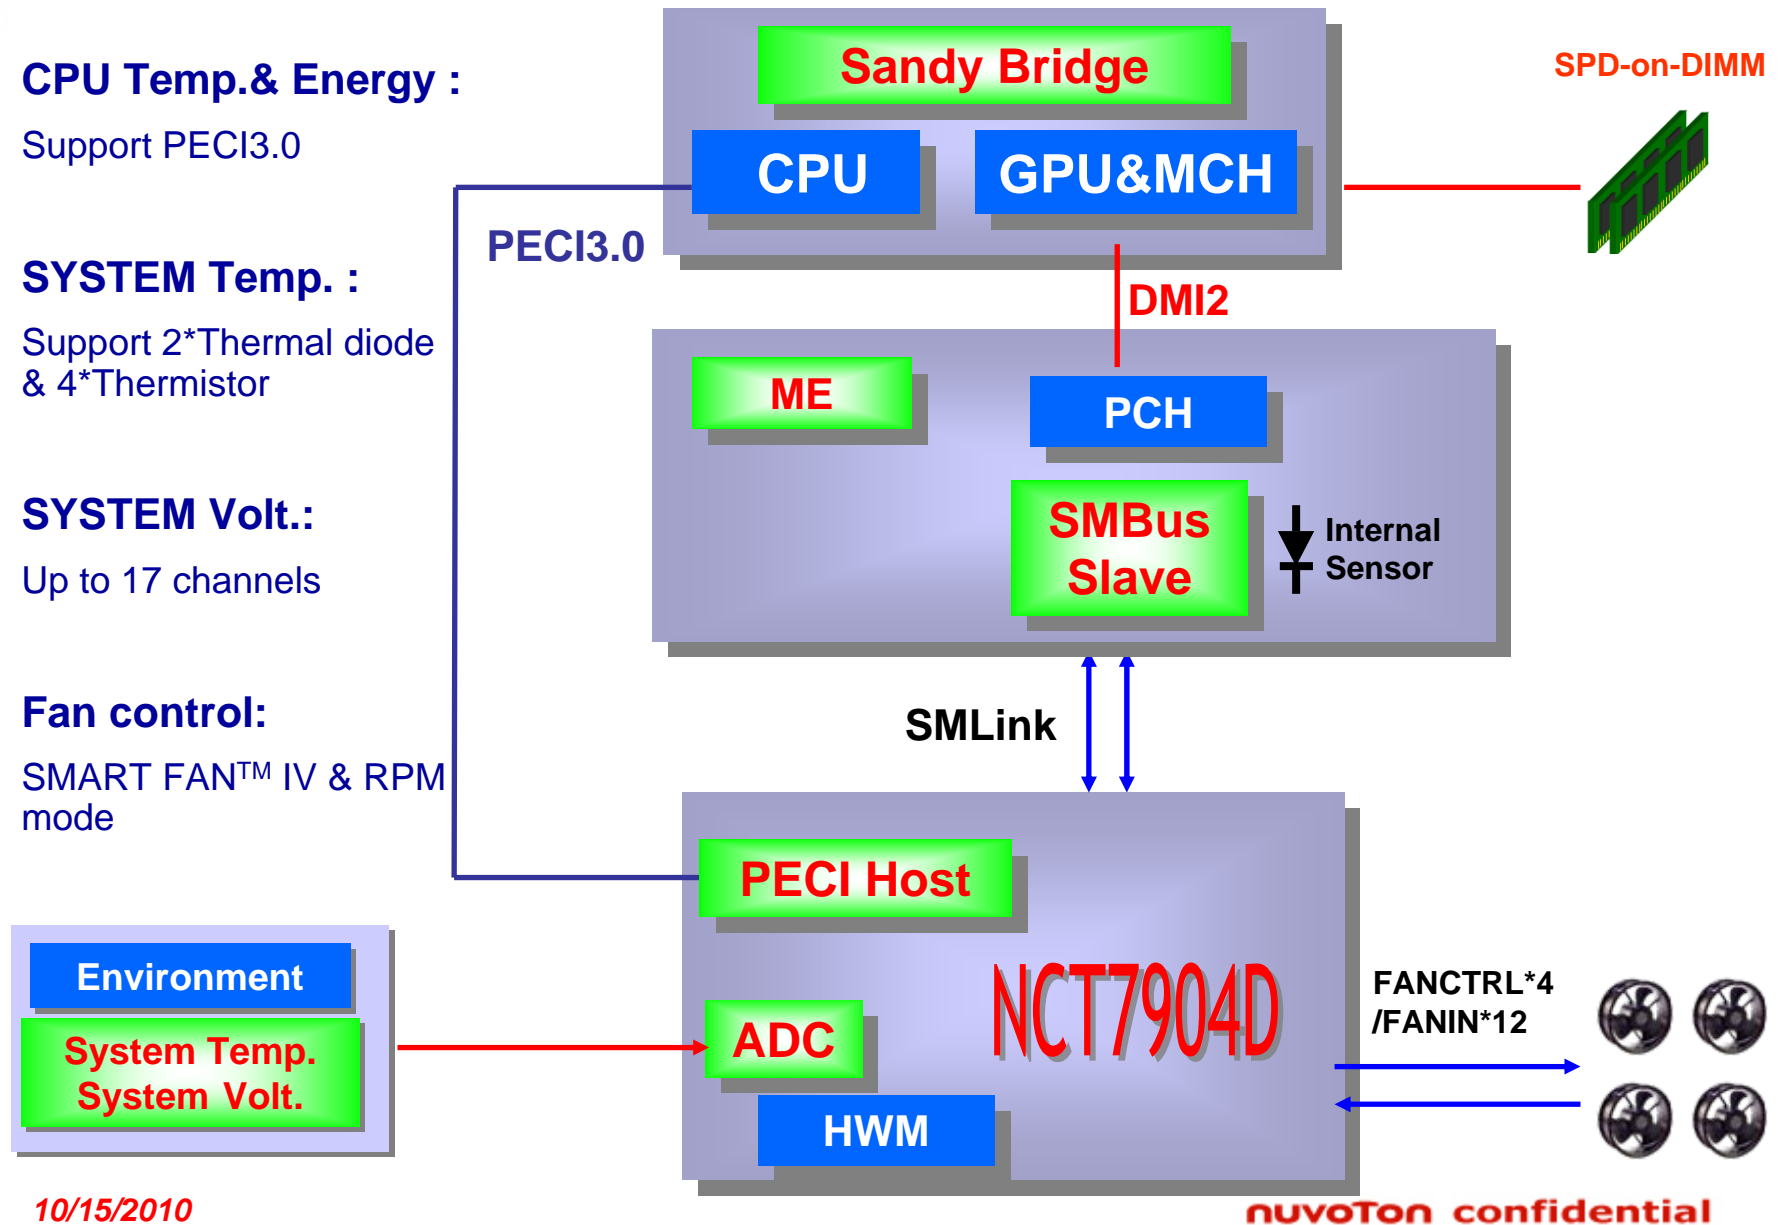 CPU Temp.& Energy :
Support PECI3.0
SYSTEM Temp. :
Support 2*Thermal diode
& 4*Thermistor
SYSTEM Volt.:
Up to 17 channels
Fan control:
SMART FAN™ IV & RPM
mode
Sandy Bridge
CPU
GPU&MCH
SPD-on-DIMM
PECI3.0
DMI2
ME
PCH
SMBus
Slave
Internal
Sensor
SMLink
PECI Host
NCT7904D
ADC
HWM
Environment
System Temp.
System Volt.
FANCTRL*4
/FANIN*12
10/15/2010
nuvoTon confidential